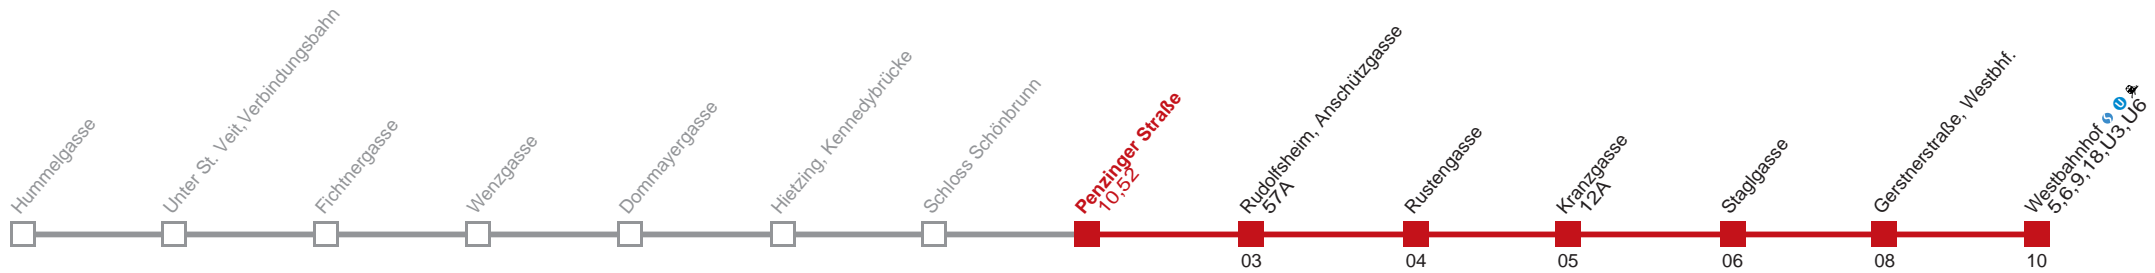 Hummelgasse
Unter St. Veit,Verbindungsbahn
Fichtnergasse
Wenzgasse
Dommayergasse
Hietzing, Kennedybrücke
Schloss Schönbrunn
Penzinger Straße
10,52
Rudolfsheim, Anschützgasse
57A
Rustengasse
Kranzgasse
12A
Staglgasse
Gerstnerstraße, Westbhf.
Westbahnhof S U
5,6,9,18,U3,U6
03
04
05
06
08
10